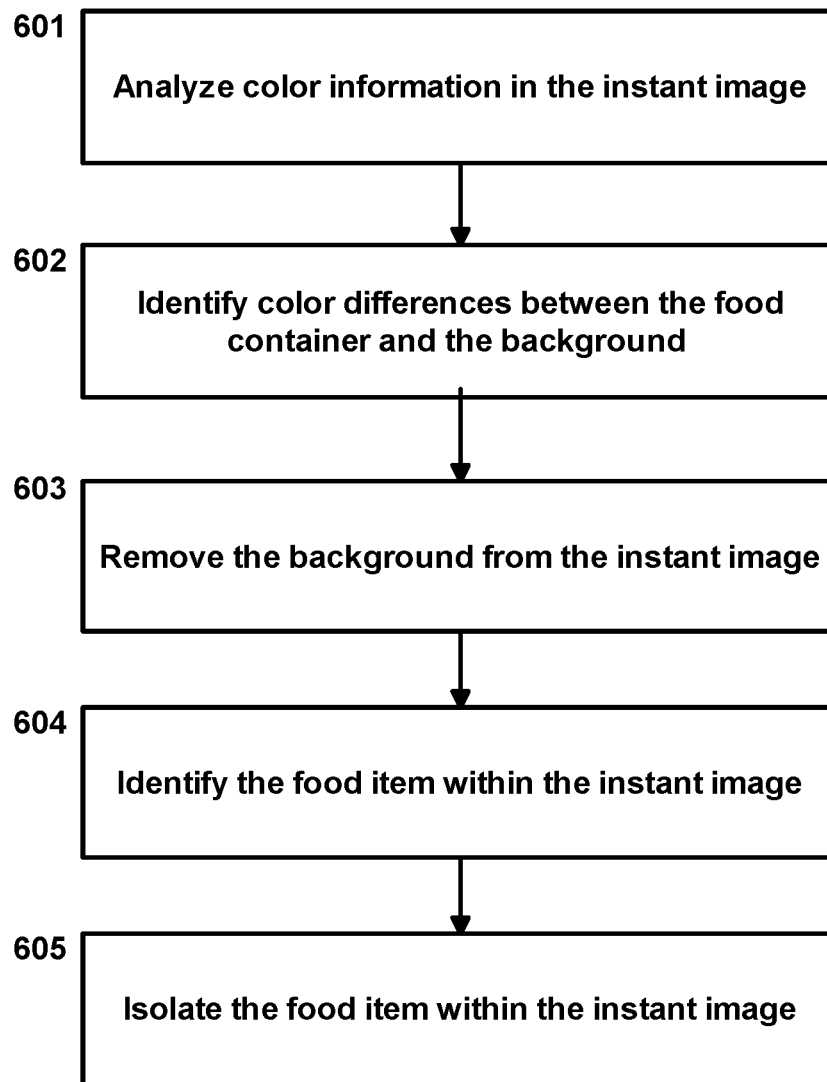 601
Analyze color information in the instant image
602
Identify color differences between the food
container and the background
603
Remove the background from the instant image
604
Identify the food item within the instant image
605
Isolate the food item within the instant image